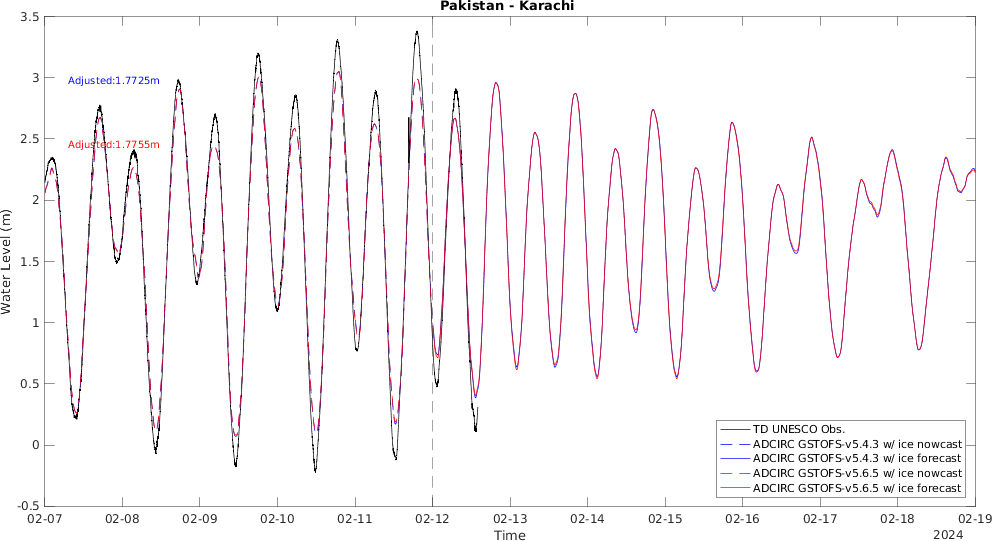 Pakistan - Karachi
3.5
3
2.5
2
1.5
1
0.5
0
-0.5
Water Level (m)
Adjusted:1.7725m
Adjusted:1.7755m
TD UNESCO Obs.
ADCIRC GSTOFS-v5.4.3 w/ ice nowcast
ADCIRC GSTOFS-v5.4.3 w/ ice forecast
ADCIRC GSTOFS-v5.6.5 w/ ice nowcast
ADCIRC GSTOFS-v5.6.5 w/ ice forecast
02-07 02-08 02-09 02-10 02-11 02-12 02-13 02-14 02-15 02-16 02-17 02-18 02-19
Time
2024